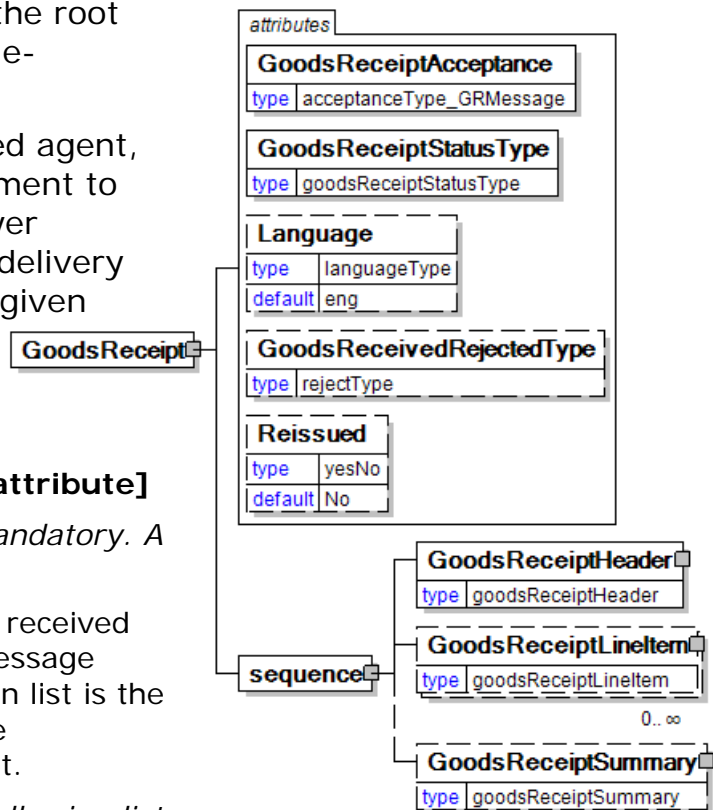 the root
e-
ed agent,
ment to
ver
delivery
given
attribute]
andatory. A
received
essage
n list is the
e
t.
attributes
GoodsReceiptAcceptance
type acceptanceType_GRMessage
GoodsReceiptStatusType
type goodsReceiptStatusType
Language
type languageType
default eng
GoodsReceivedRejectedType
type rejectType
Reissued
type yesNo
default No
GoodsReceipt
sequence
GoodsReceiptHeader
type goodsReceiptHeader
GoodsReceiptLineItem
type goodsReceiptLineItem
0.. ∞
GoodsReceiptSummary
type goodsReceiptSummary